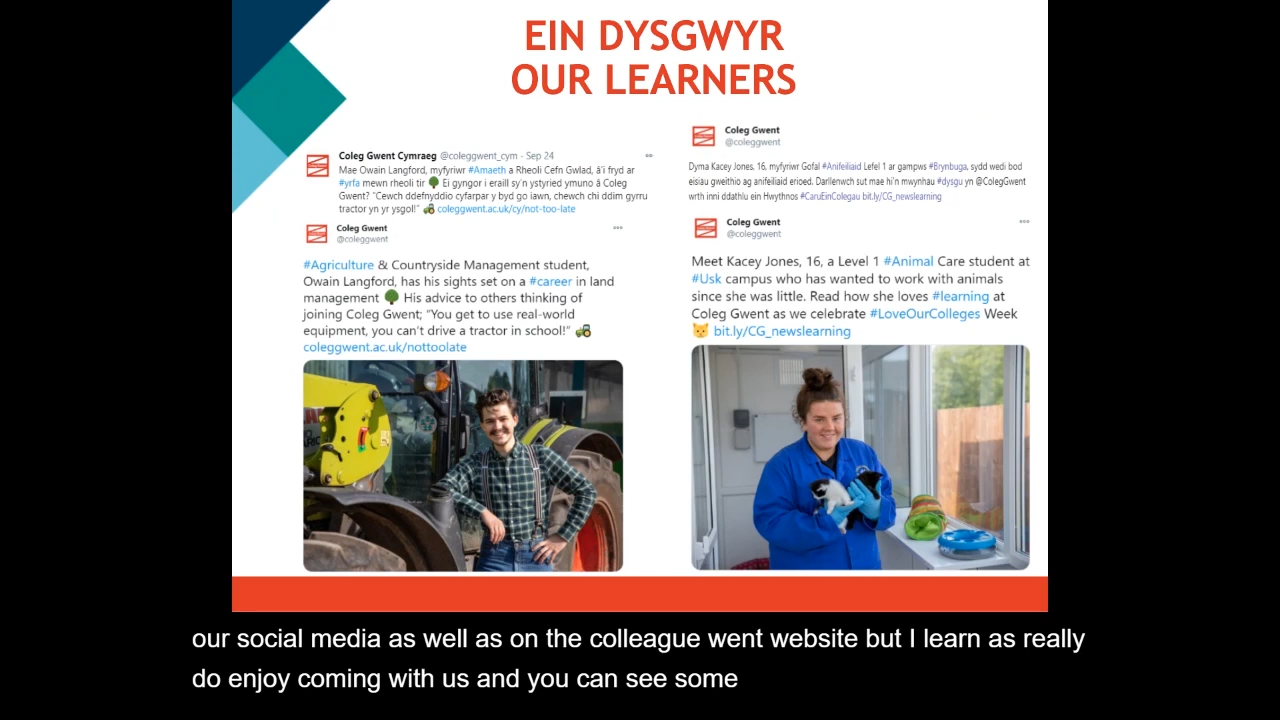 EIN DYSGWYR
OUR LEARNERS
Coleg Gwent Cymraeg @coleggwent_cym - Sep 24
Mae Owain Langford, myfyriwr #Amaeth a Rheoli Cefn Gwlad, â'i fryd ar
#yrfa mewn rheoli tir 🌳 Ei gyngor i eraill sy'n ystyried ymuno â Coleg
Gwent? "Cewch ddefnyddio cyfarpar y byd go iawn, chewch chi ddim gyrru
tractor yn yr ysgol!" 🚜 coleggwent.ac.uk/cy/not-too-late
Coleg Gwent
@coleggwent
#Agriculture & Countryside Management student,
Owain Langford, has his sights set on a #career in land
management 🌳 His advice to others thinking of
joining Coleg Gwent; "You get to use real-world
equipment, you can't drive a tractor in school!" 🚜
coleggwent.ac.uk/nottoolate
Coleg Gwent
@coleggwent
Dyma Kacey Jones, 16, myfyriwr Gofal #Anifeiliaid Lefel 1 ar gampws #Brynbuga, sydd wedi bod
eisiau gweithio ag anifeiliaid erioed. Darllenwch sut mae hi'n mwynhau #dysgu yn @ColegGwent
wrth inni ddathlu ein Hwythnos #CaruEinColegau bit.ly/CG_newslearning
Coleg Gwent
@coleggwent
Meet Kacey Jones, 16, a Level 1 #Animal Care student at
#Usk campus who has wanted to work with animals
since she was little. Read how she loves #learning at
Coleg Gwent as we celebrate #LoveOurColleges Week
🐱 bit.ly/CG_newslearning
our social media as well as on the colleague went website but I learn as really
do enjoy coming with us and you can see some